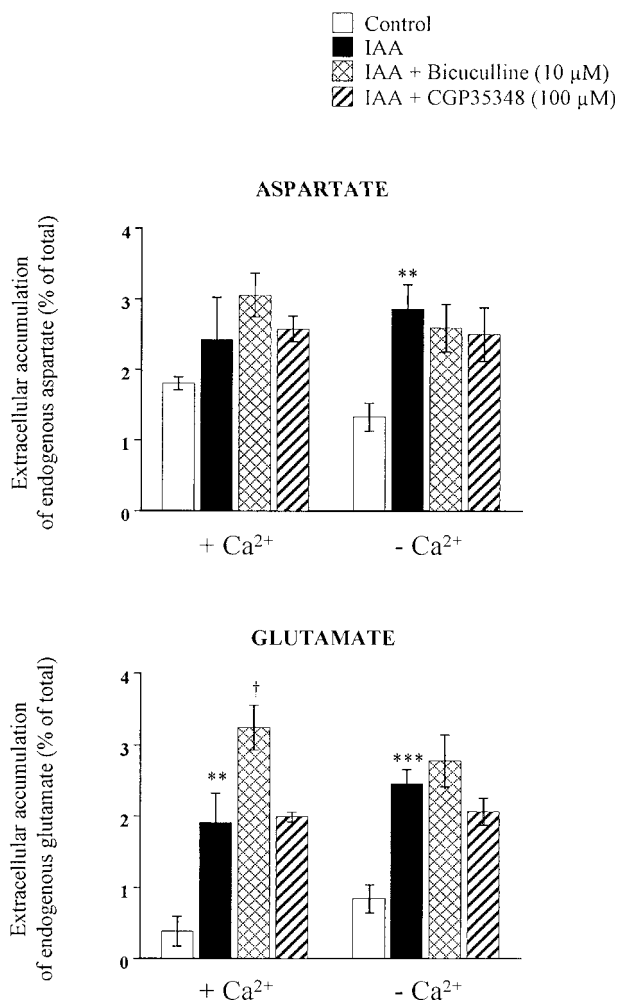 Control
IAA
IAA + Bicuculline (10 µM)
IAA + CGP35348 (100 µM)
ASPARTATE
Extracellular accumulation
of endogenous aspartate (% of total)
4
3
2
1
0
**
+ Ca²⁺
- Ca²⁺
GLUTAMATE
Extracellular accumulation
of endogenous glutamate (% of total)
4
3
2
1
0
**
†
***
+ Ca²⁺
- Ca²⁺